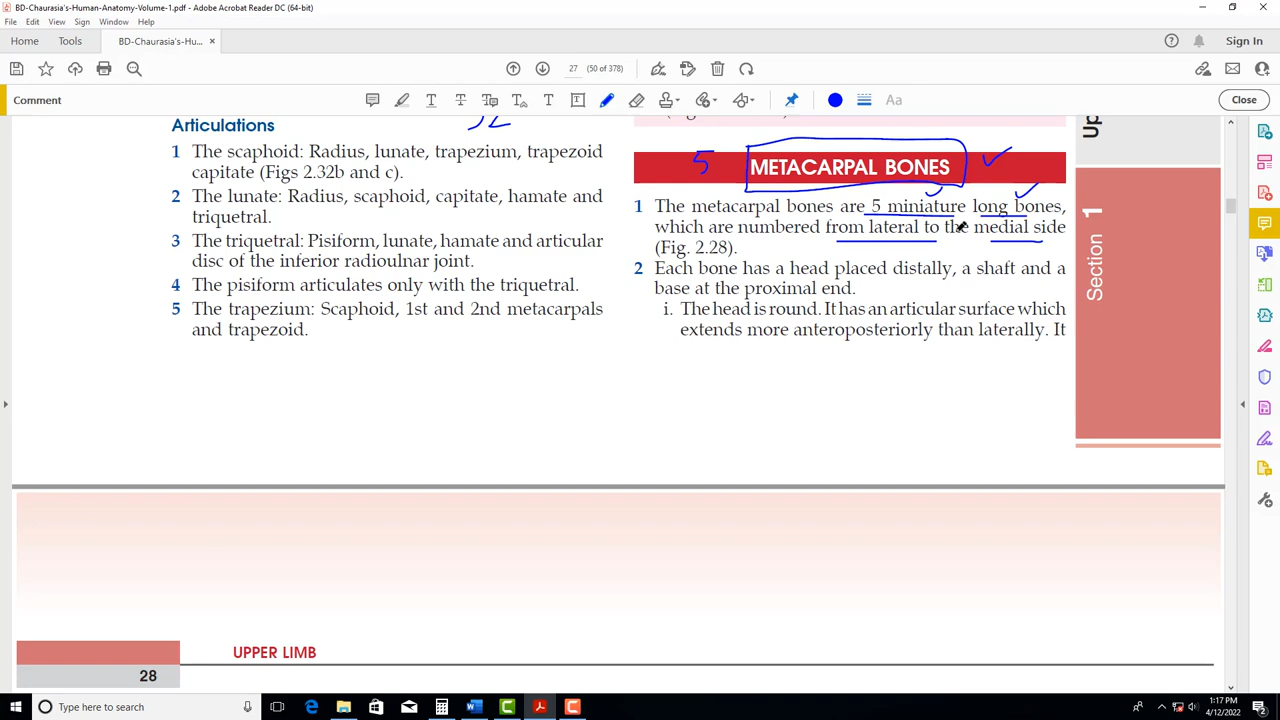 BD-Chaurasia's-Human-Anatomy-Volume-1.pdf - Adobe Acrobat Reader DC (64-bit)
File Edit View Sign Window Help
Home Tools BD-Chaurasia's-Hu... × Sign In
27 (50 of 378)
Comment Aa Close
Articulations
1 The scaphoid: Radius, lunate, trapezium, trapezoid
capitate (Figs 2.32b and c).
2 The lunate: Radius, scaphoid, capitate, hamate and
triquetral.
3 The triquetral: Pisiform, lunate, hamate and articular
disc of the inferior radioulnar joint.
4 The pisiform articulates only with the triquetral.
5 The trapezium: Scaphoid, 1st and 2nd metacarpals
and trapezoid.
5 METACARPAL BONES
1 The metacarpal bones are 5 miniature long bones,
which are numbered from lateral to the medial side
(Fig. 2.28).
2 Each bone has a head placed distally, a shaft and a
base at the proximal end.
i. The head is round. It has an articular surface which
extends more anteroposteriorly than laterally. It
Up
Section 1
UPPER LIMB
28
Type here to search
1:17 PM
4/12/2022
2